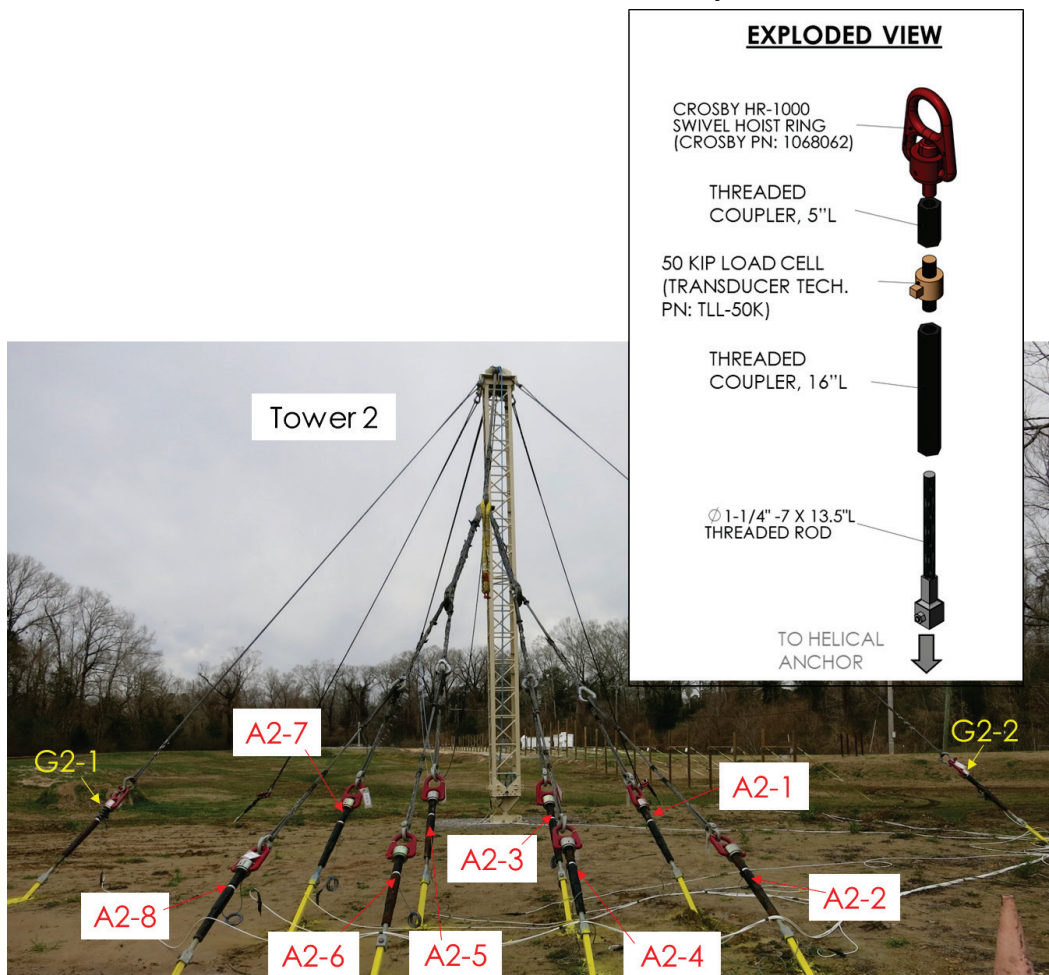 EXPLODED VIEW
CROSBY HR-1000
SWIVEL HOIST RING
(CROSBY PN: 1068062)
THREADED
COUPLER, 5”L
50 KIP LOAD CELL
(TRANSDUCER TECH.
PN: TLL-50K)
THREADED
COUPLER, 16”L
∅ 1-1/4" -7 X 13.5"L
THREADED ROD
TO HELICAL
ANCHOR
Tower 2
G2-1
A2-7
G2-2
A2-1
A2-3
A2-8
A2-6
A2-5
A2-4
A2-2